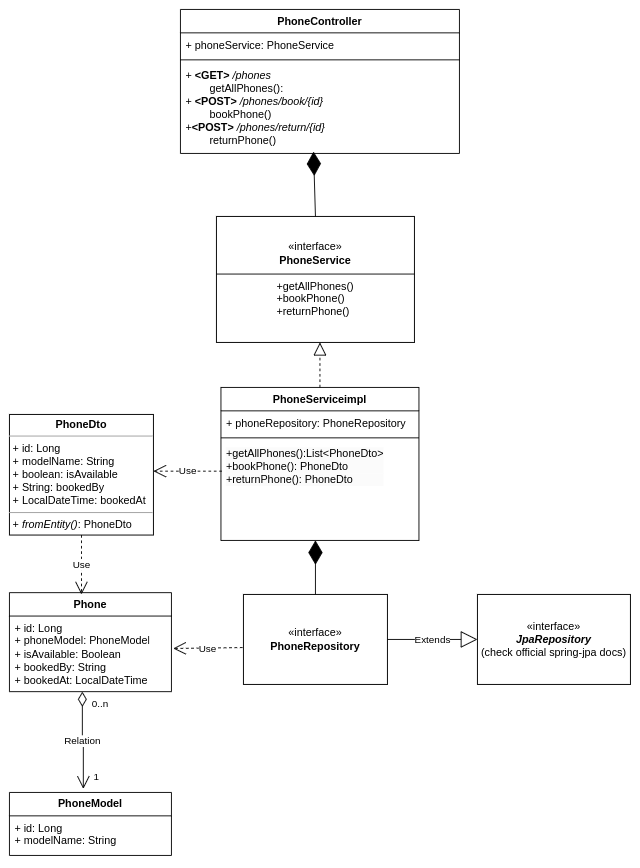 PhoneController
+ phoneService: PhoneService
+ <GET> /phones
getAllPhones():
+ <POST> /phones/book/{id}
bookPhone()
+<POST> /phones/return/{id}
returnPhone()
«interface»
PhoneService
+getAllPhones()
+bookPhone()
+returnPhone()
PhoneServiceimpl
+ phoneRepository: PhoneRepository
+getAllPhones():List<PhoneDto>
+bookPhone(): PhoneDto
+returnPhone(): PhoneDto
Use
PhoneDto
+ id: Long
+ modelName: String
+ boolean: isAvailable
+ String: bookedBy
+ LocalDateTime: bookedAt
+ fromEntity(): PhoneDto
Use
Phone
+ id: Long
+ phoneModel: PhoneModel
+ isAvailable: Boolean
+ bookedBy: String
+ bookedAt: LocalDateTime
Use
«interface»
PhoneRepository
Extends
«interface»
JpaRepository
(check official spring-jpa docs)
0..n
Relation
1
PhoneModel
+ id: Long
+ modelName: String